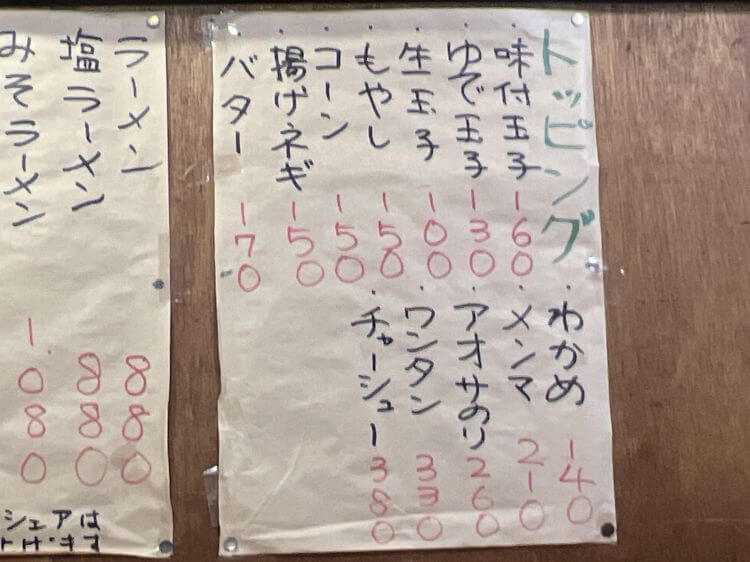 トッピング
・味付玉子 160
・ゆで玉子 130
・生玉子 100
・もやし 150
・コーン 150
・揚げネギ 150
・バター 170
・わかめ 140
・メンマ 210
・アオサのり 260
・ワンタン 330
・チャーシュー 380
ラーメン 880
塩ラーメン 880
みそラーメン 1.080
シェアは